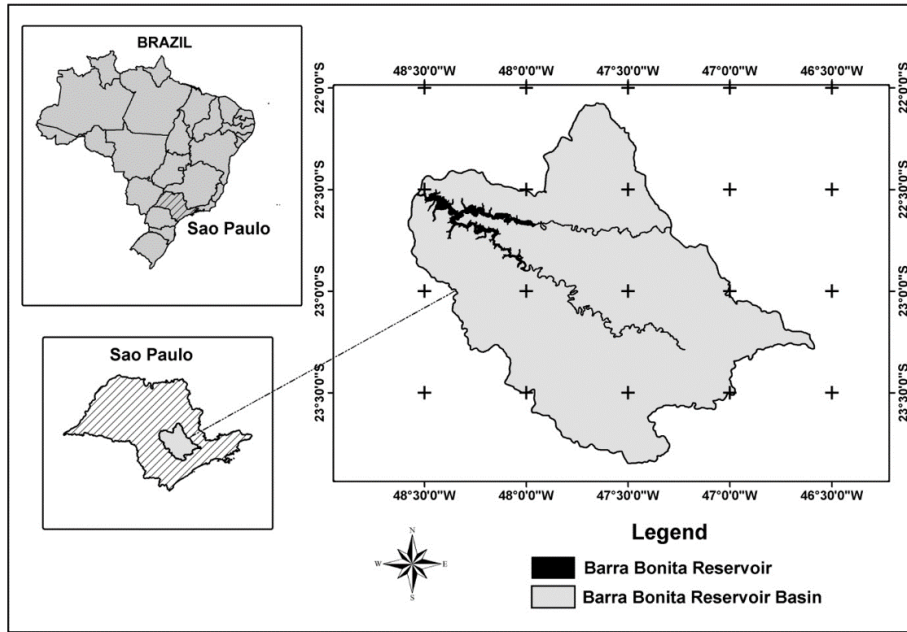 BRAZIL
Sao Paulo
Sao Paulo
48°30'0"W 48°0'0"W 47°30'0"W 47°0'0"W 46°30'0"W
22°0'0"S
22°0'0"S
22°30'0"S
22°30'0"S
23°0'0"S
23°0'0"S
23°30'0"S
23°30'0"S
48°30'0"W 48°0'0"W 47°30'0"W 47°0'0"W 46°30'0"W
N
W
E
S
Legend
Barra Bonita Reservoir
Barra Bonita Reservoir Basin